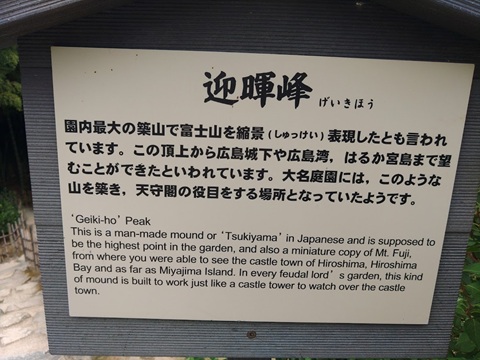 迎暉峰 げいきほう
園内最大の築山で富士山を縮景(しゅっけい)表現したとも言われ
ています。この頂上から広島城下や広島湾，はるか宮島まで望
むことができたといわれています。大名庭園には，このような
山を築き，天守閣の役目をする場所となっていたようです。
‘Geiki-ho’ Peak
This is a man-made mound or ‘Tsukiyama’ in Japanese and is supposed to
be the highest point in the garden, and also a miniature copy of Mt. Fuji,
from where you were able to see the castle town of Hiroshima, Hiroshima
Bay and as far as Miyajima Island. In every feudal lord’s garden, this kind
of mound is built to work just like a castle tower to watch over the castle
town.